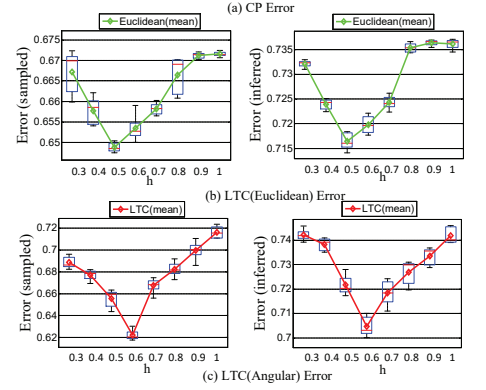 (a) CP Error
Euclidean(mean)
Error (sampled)
0.675
0.67
0.665
0.66
0.655
0.65
0.3 0.4 0.5 0.6 0.7 0.8 0.9 1
h
Euclidean(mean)
Error (inferred)
0.735
0.725
0.715
0.3 0.4 0.5 0.6 0.7 0.8 0.9 1
h
(b) LTC(Euclidean) Error
LTC(mean)
Error (sampled)
0.72
0.7
0.68
0.66
0.64
0.62
0.3 0.4 0.5 0.6 0.7 0.8 0.9 1
h
LTC(mean)
Error (inferred)
0.74
0.73
0.72
0.71
0.7
0.3 0.4 0.5 0.6 0.7 0.8 0.9 1
h
(c) LTC(Angular) Error